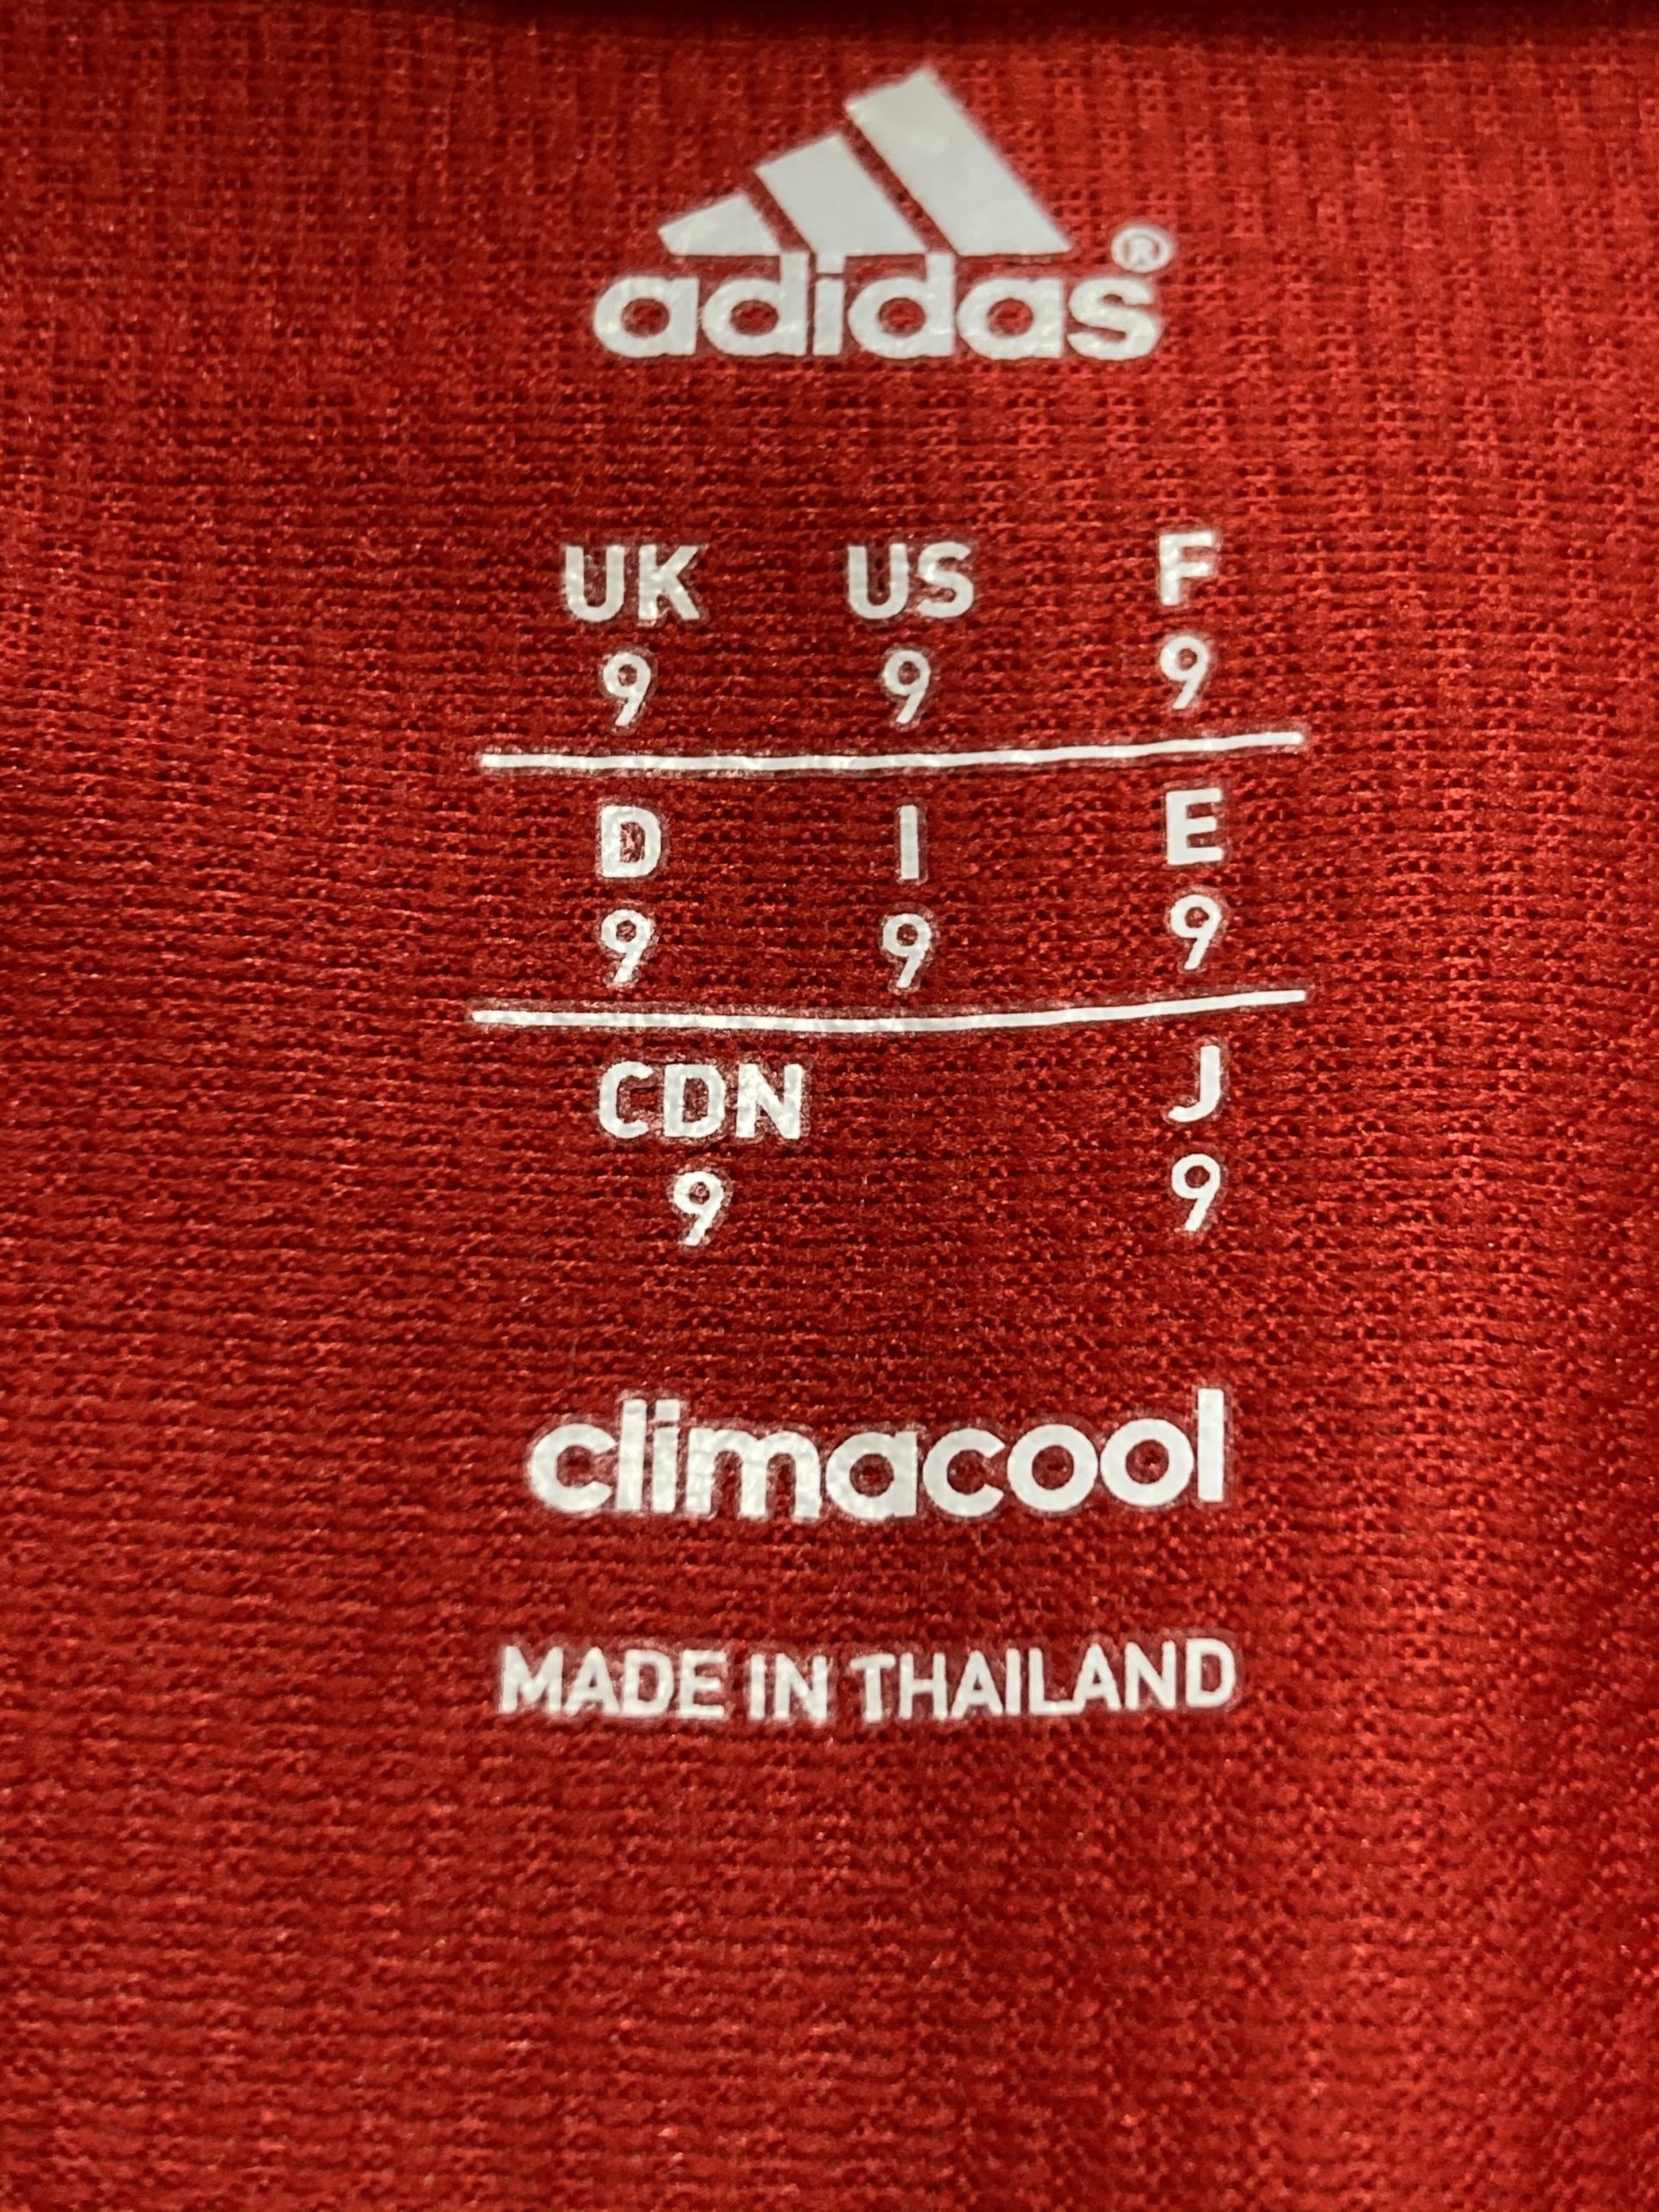 adidas®
UK US F
9 9 9
D I E
9 9 9
CDN J
9 9
climacool
MADE IN THAILAND